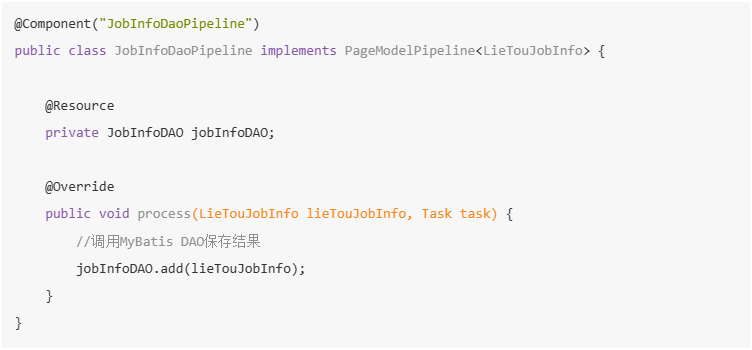 @Component("JobInfoDaoPipeline")
public class JobInfoDaoPipeline implements PageModelPipeline<LieTouJobInfo> {
@Resource
private JobInfoDAO jobInfoDAO;
@Override
public void process(LieTouJobInfo lieTouJobInfo, Task task) {
//调用MyBatis DAO保存结果
jobInfoDAO.add(lieTouJobInfo);
}
}